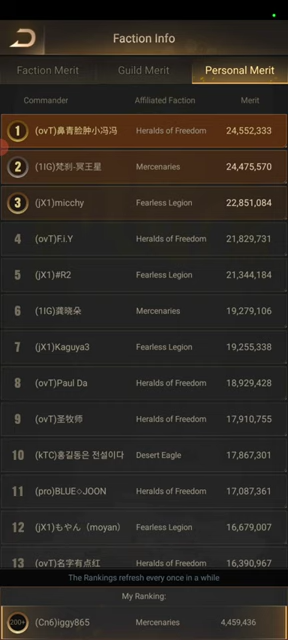 Faction Info
Faction Merit Guild Merit Personal Merit
Commander Affiliated Faction Merit
1 (ovT)鼻青脸肿小冯冯 Heralds of Freedom 24,552,333
2 (1IG)梵刹-冥王星 Mercenaries 24,475,570
3 (jX1)micchy Fearless Legion 22,851,084
4 (ovT)F.i.Y Heralds of Freedom 21,829,731
5 (jX1)#R2 Fearless Legion 21,344,184
6 (1IG)龚晓朵 Mercenaries 19,279,106
7 (jX1)Kaguya3 Fearless Legion 19,255,338
8 (ovT)Paul Da Heralds of Freedom 18,929,428
9 (ovT)圣牧师 Heralds of Freedom 17,910,755
10 (kTC)홍길동은 전설이다 Desert Eagle 17,867,301
11 (pro)BLUE◇JOON Heralds of Freedom 17,087,361
12 (jX1)もやん（moyan） Fearless Legion 16,679,007
13 (ovT)名字有点红 Heralds of Freedom 16,390,967
The Rankings refresh every once in a while
My Ranking:
200+ (Cn6)iggy865 Mercenaries 4,459,436